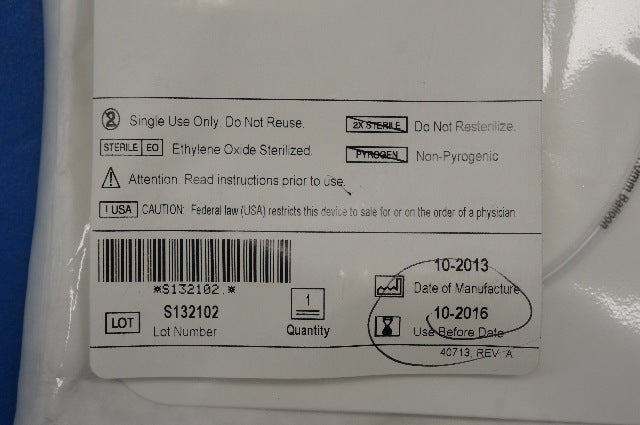 Single Use Only. Do Not Reuse.
2X STERILE Do Not Resterilize.
STERILE EO Ethylene Oxide Sterilized.
PYROGEN Non-Pyrogenic
Attention. Read instructions prior to use.
! USA CAUTION: Federal law (USA) restricts this device to sale for or on the order of a physician.
*S132102.*
LOT S132102
Lot Number
1
Quantity
10-2013
Date of Manufacture
10-2016
Use Before Date
40713, REV. A
mm Balloon